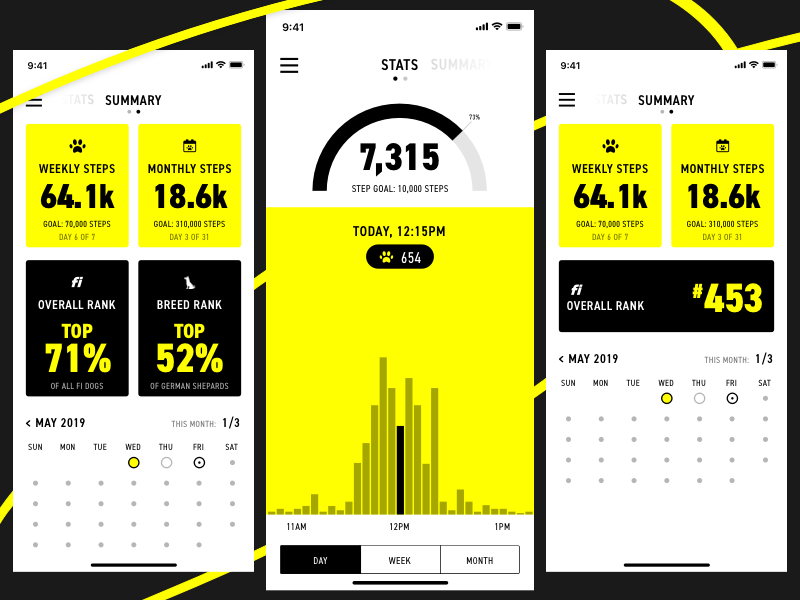 9:41
STATS SUMMARY
WEEKLY STEPS
64.1k
GOAL: 70,000 STEPS
DAY 6 OF 7
MONTHLY STEPS
18.6k
GOAL: 310,000 STEPS
DAY 3 OF 31
fi
OVERALL RANK
TOP
71%
OF ALL FI DOGS
BREED RANK
TOP
52%
OF GERMAN SHEPARDS
< MAY 2019 THIS MONTH: 1/3
SUN MON TUE WED THU FRI SAT
9:41
STATS SUMMAR
73%
7,315
STEP GOAL: 10,000 STEPS
TODAY, 12:15PM
654
11AM 12PM 1PM
DAY WEEK MONTH
9:41
STATS SUMMARY
WEEKLY STEPS
64.1k
GOAL: 70,000 STEPS
DAY 6 OF 7
MONTHLY STEPS
18.6k
GOAL: 310,000 STEPS
DAY 3 OF 31
fi
OVERALL RANK
#453
< MAY 2019 THIS MONTH: 1/3
SUN MON TUE WED THU FRI SAT